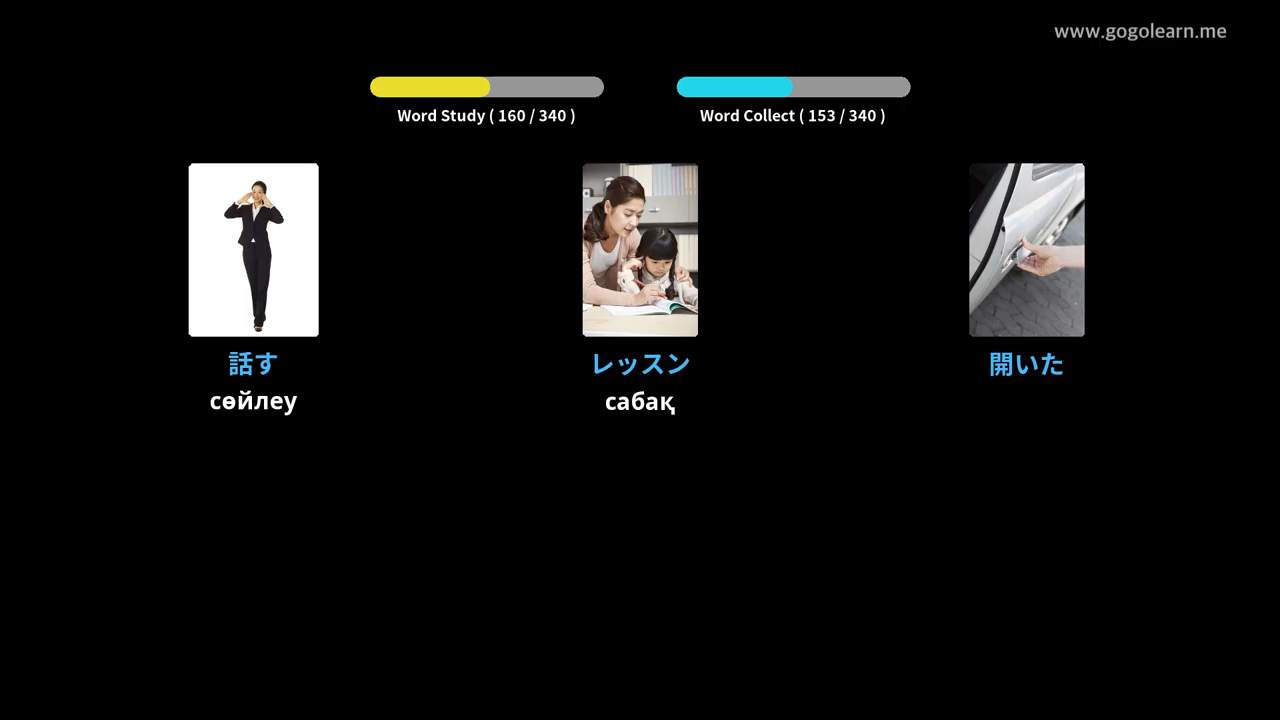 www.gogolearn.me
Word Study ( 160 / 340 )
Word Collect ( 153 / 340 )
話す
сөйлеу
レッスン
сабақ
開いた